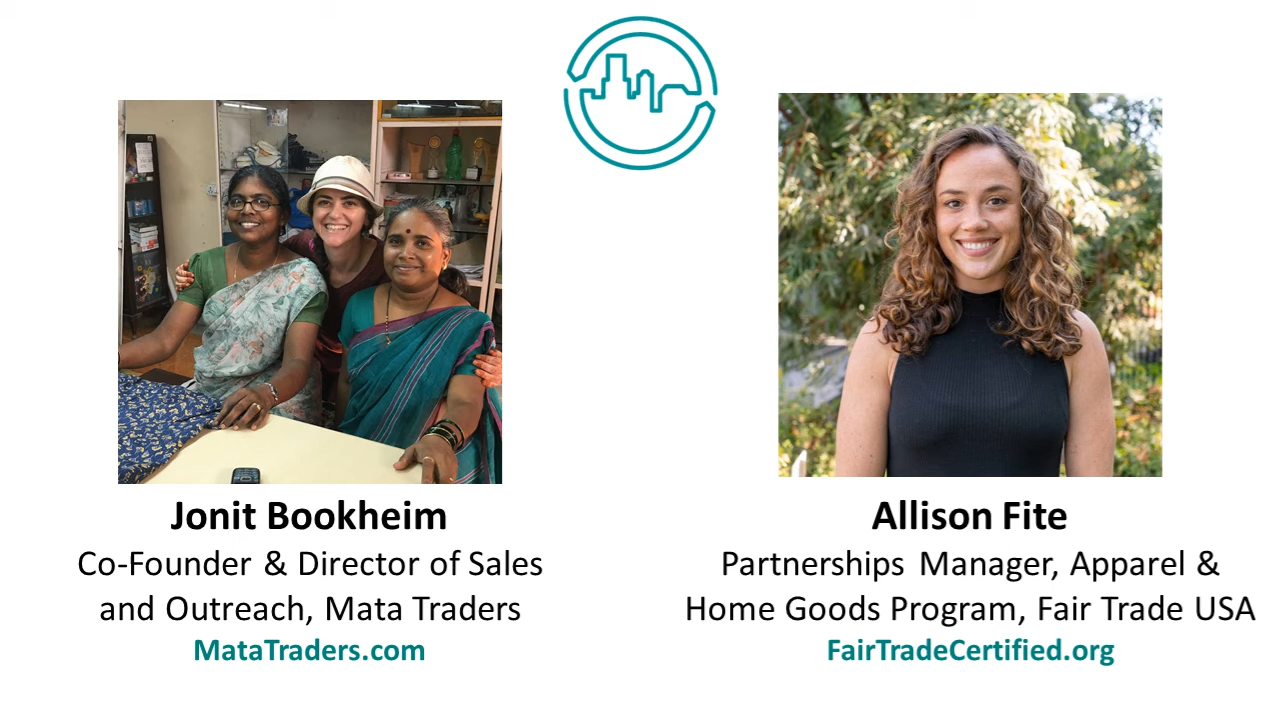 Jonit Bookheim
Co-Founder & Director of Sales
and Outreach, Mata Traders
MataTraders.com
Allison Fite
Partnerships Manager, Apparel &
Home Goods Program, Fair Trade USA
FairTradeCertified.org